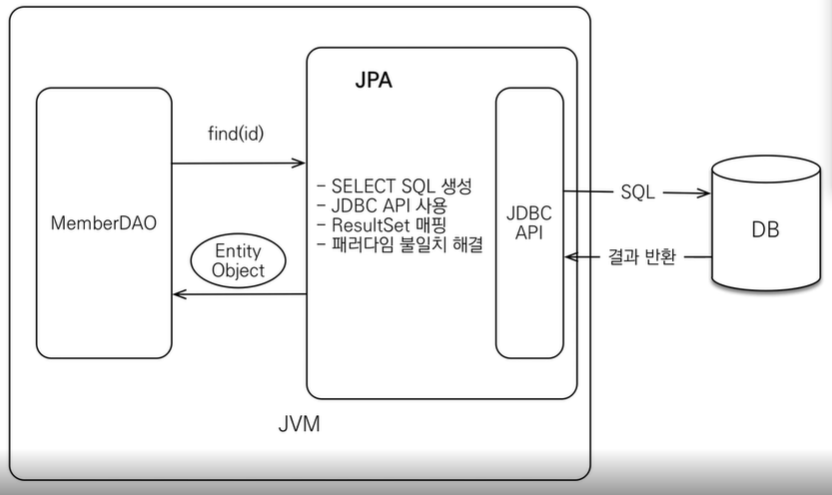 JPA
find(id)
- SELECT SQL 생성
- JDBC API 사용
- ResultSet 매핑
- 패러다임 불일치 해결
MemberDAO
Entity
Object
JDBC
API
SQL
결과 반환
DB
JVM